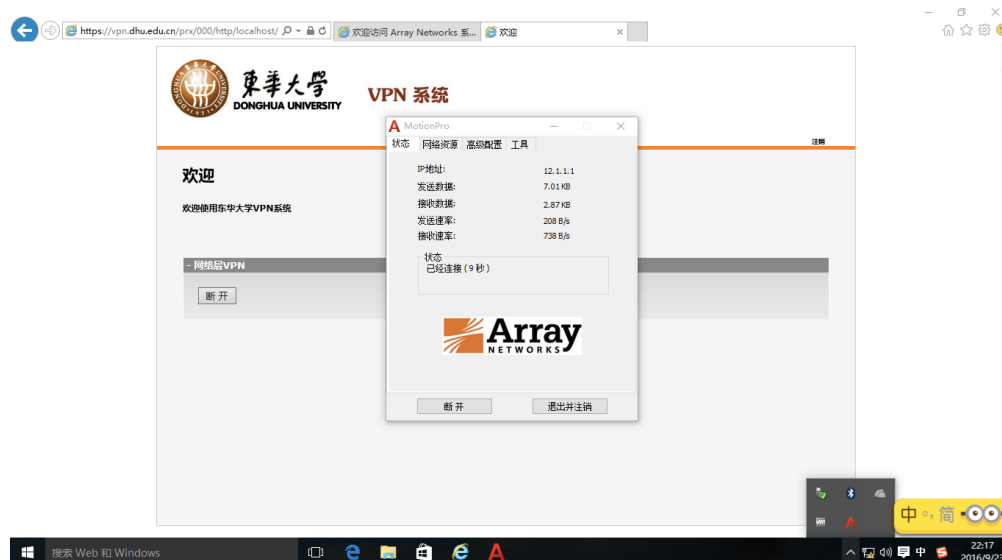 https://vpn.dhu.edu.cn/prx/000/http/localhost/
欢迎访问 Array Networks 系...
欢迎
東華大學
DONGHUA UNIVERSITY
VPN 系统
注销
欢迎
欢迎使用东华大学VPN系统
- 网络层VPN
断开
MotionPro
状态 网络资源 高级配置 工具
IP地址: 12.1.1.1
发送数据: 7.01 KB
接收数据: 2.87 KB
发送速率: 208 B/s
接收速率: 738 B/s
状态
已经连接(9 秒)
Array
NETWORKS
断开 退出并注销
中 °, 简
搜索 Web 和 Windows
中
22:17